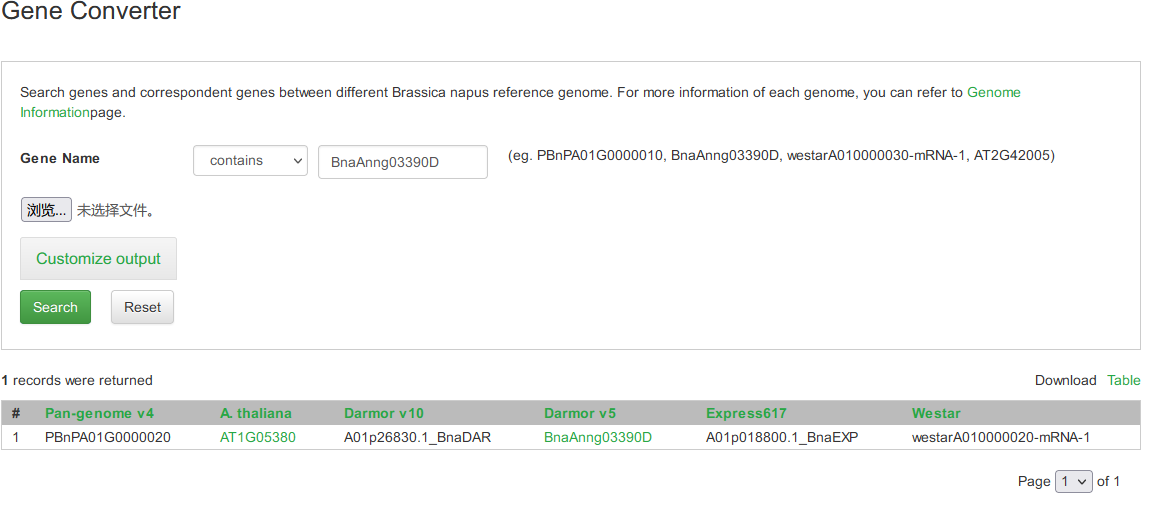 Gene Converter
Search genes and correspondent genes between different Brassica napus reference genome. For more information of each genome, you can refer to Genome
Informationpage.
Gene Name contains BnaAnng03390D (eg. PBnPA01G0000010, BnaAnng03390D, westarA010000030-mRNA-1, AT2G42005)
浏览... 未选择文件。
Customize output
Search Reset
1 records were returned Download Table
# Pan-genome v4 A. thaliana Darmor v10 Darmor v5 Express617 Westar
1 PBnPA01G0000020 AT1G05380 A01p26830.1_BnaDAR BnaAnng03390D A01p018800.1_BnaEXP westarA010000020-mRNA-1
Page 1 of 1